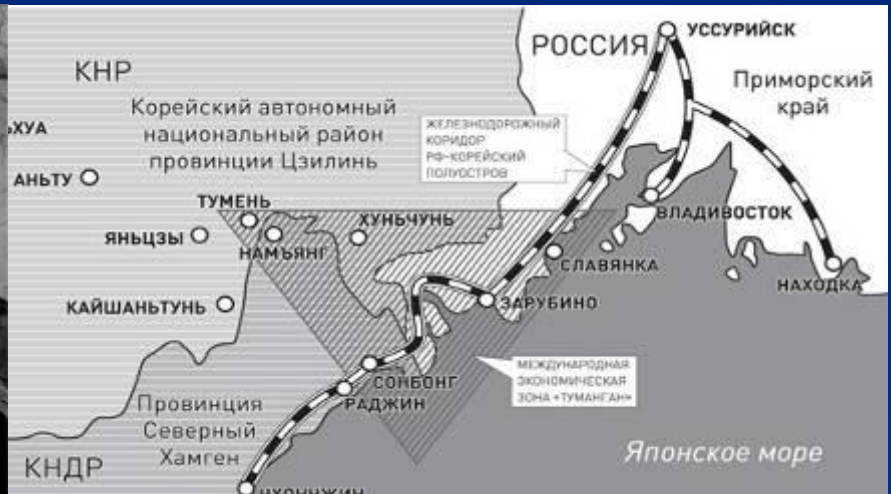 РОССИЯ
УССУРИЙСК
КНР
Приморский
край
Корейский автономный
национальный район
провинции Цзилинь
ЬХУА
ЖЕЛЕЗНОДОРОЖНЫЙ
КОРИДОР
РФ-КОРЕЙСКИЙ
ПОЛУОСТРОВ
АНЬТУ
ТУМЕНЬ
ХУНЬЧУНЬ
ВЛАДИВОСТОК
ЯНЬЦЗЫ
НАМЪЯНГ
СЛАВЯНКА
НАХОДКА
КАЙШАНЬТУНЬ
ЗАРУБИНО
СОНБОНГ
РАДЖИН
МЕЖДУНАРОДНАЯ
ЭКОНОМИЧЕСКАЯ
ЗОНА «ТУМАНГАН»
Провинция
Северный
Хамген
КНДР
Японское море